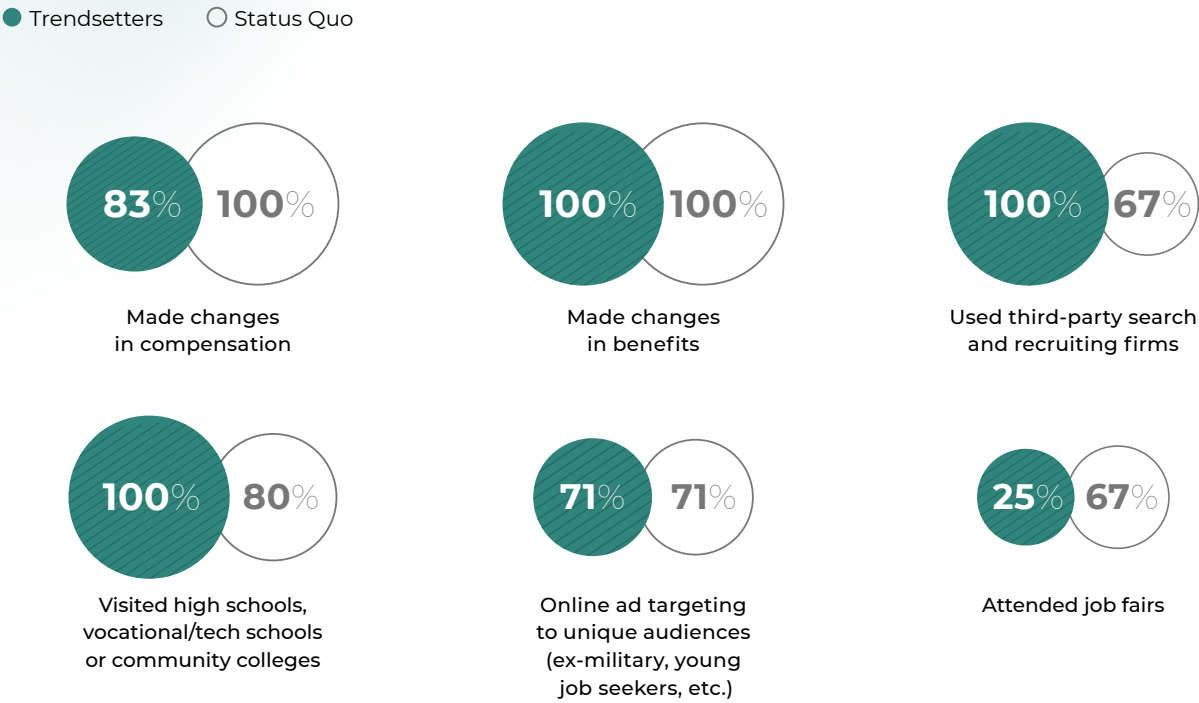 Trendsetters Status Quo
83% 100%
Made changes
in compensation
100% 100%
Made changes
in benefits
100% 67%
Used third-party search
and recruiting firms
100% 80%
Visited high schools,
vocational/tech schools
or community colleges
71% 71%
Online ad targeting
to unique audiences
(ex-military, young
job seekers, etc.)
25% 67%
Attended job fairs